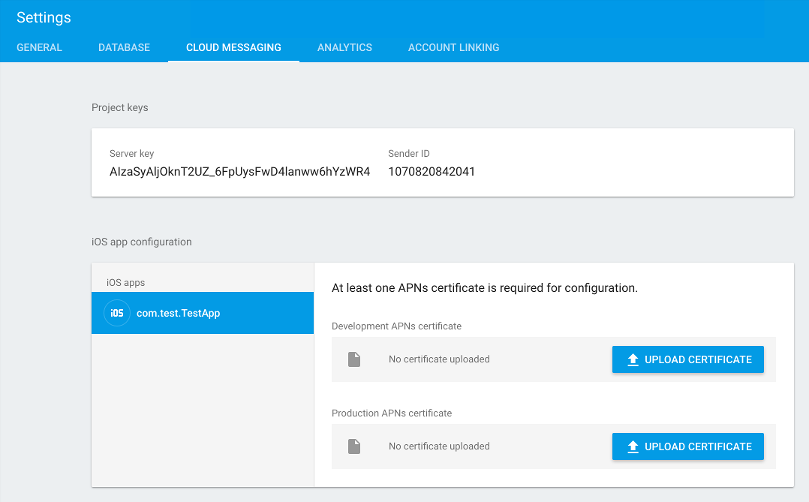 Settings
GENERAL DATABASE CLOUD MESSAGING ANALYTICS ACCOUNT LINKING
Project keys
Server key Sender ID
AIzaSyAljOknT2UZ_6FpUysFwD4Ianww6hYzWR4 1070820842041
iOS app configuration
iOS apps
At least one APNs certificate is required for configuration.
iOS com.test.TestApp
Development APNs certificate
No certificate uploaded UPLOAD CERTIFICATE
Production APNs certificate
No certificate uploaded UPLOAD CERTIFICATE